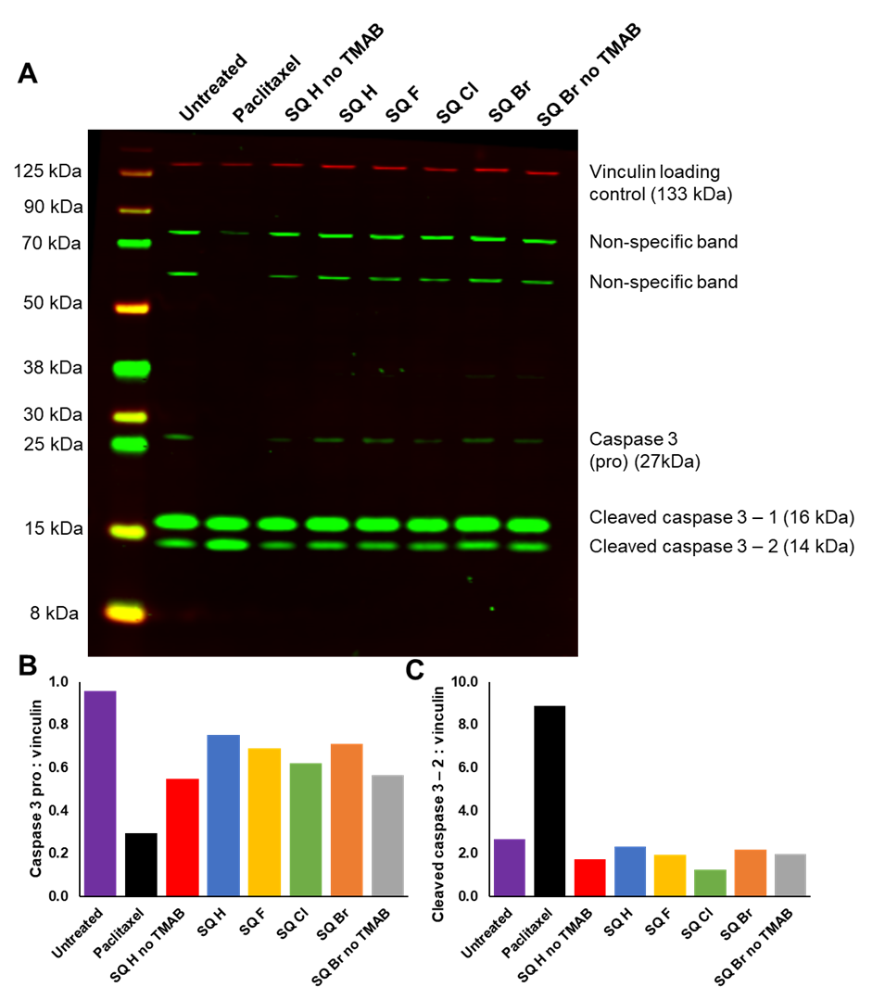 A
Untreated
Paclitaxel
SQ H no TMAB
SQ H
SQ F
SQ Cl
SQ Br
SQ Br no TMAB
125 kDa
90 kDa
70 kDa
50 kDa
38 kDa
30 kDa
25 kDa
15 kDa
8 kDa
Vinculin loading
control (133 kDa)
Non-specific band
Non-specific band
Caspase 3
(pro) (27kDa)
Cleaved caspase 3 – 1 (16 kDa)
Cleaved caspase 3 – 2 (14 kDa)
B
Caspase 3 pro : vinculin
1.0
0.8
0.6
0.4
0.2
0.0
Untreated
Paclitaxel
SQ H no TMAB
SQ H
SQ F
SQ Cl
SQ Br
SQ Br no TMAB
C
Cleaved caspase 3 – 2 : vinculin
10.0
8.0
6.0
4.0
2.0
0.0
Untreated
Paclitaxel
SQ H no TMAB
SQ H
SQ F
SQ Cl
SQ Br
SQ Br no TMAB